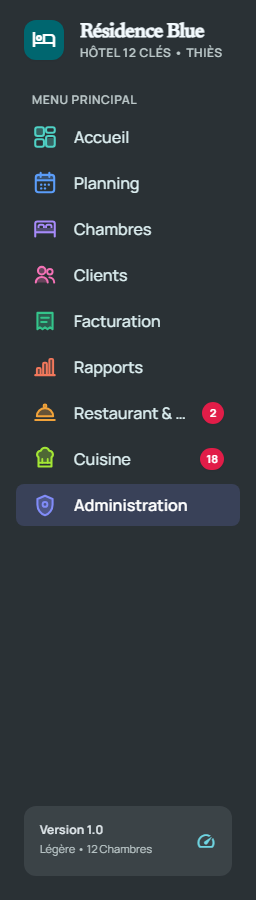 Résidence Blue
HÔTEL 12 CLÉS • THIÈS
MENU PRINCIPAL
Accueil
Planning
Chambres
Clients
Facturation
Rapports
Restaurant & ... 2
Cuisine 18
Administration
Version 1.0
Légère • 12 Chambres